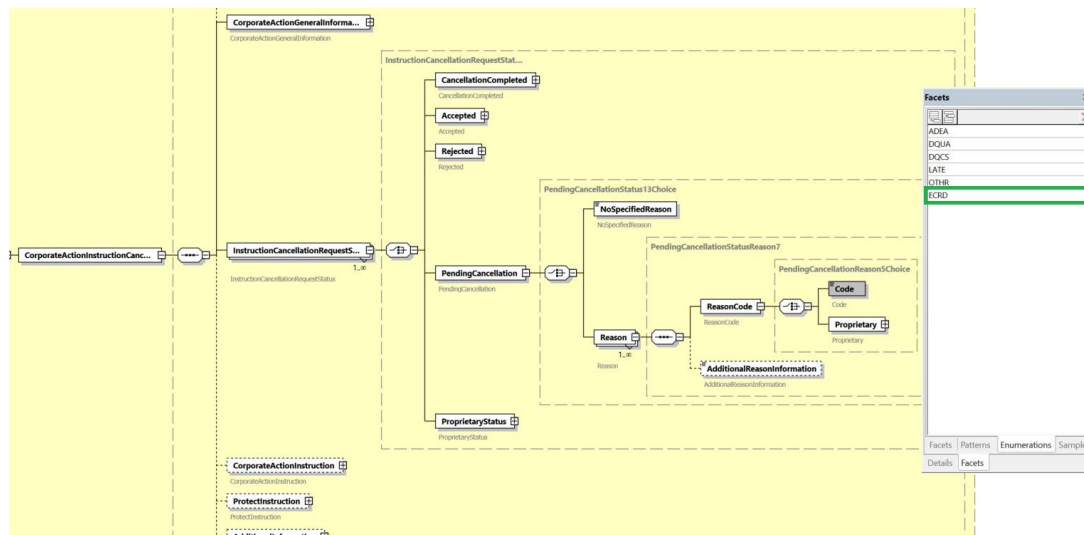 CorporateActionGeneralInforma...
CorporateActionGeneralInformation
InstructionCancellationRequestStat...
CancellationCompleted
CancellationCompleted
Accepted
Accepted
Rejected
Rejected
PendingCancellationStatus13Choice
NoSpecifiedReason
NoSpecifiedReason
PendingCancellationStatusReason7
PendingCancellationReason5Choice
CorporateActionInstructionCanc...
InstructionCancellationRequestS...
1..∞
InstructionCancellationRequestStatus
PendingCancellation
PendingCancellation
Code
Code
ReasonCode
ReasonCode
Proprietary
Proprietary
Reason
1..∞
Reason
AdditionalReasonInformation
AdditionalReasonInformation
ProprietaryStatus
ProprietaryStatus
CorporateActionInstruction
CorporateActionInstruction
ProtectInstruction
ProtectInstruction
AdditionalInformation
Facets
ADEA
DQUA
DQCS
LATE
OTHR
ECRD
Facets Patterns Enumerations Sample
Details Facets